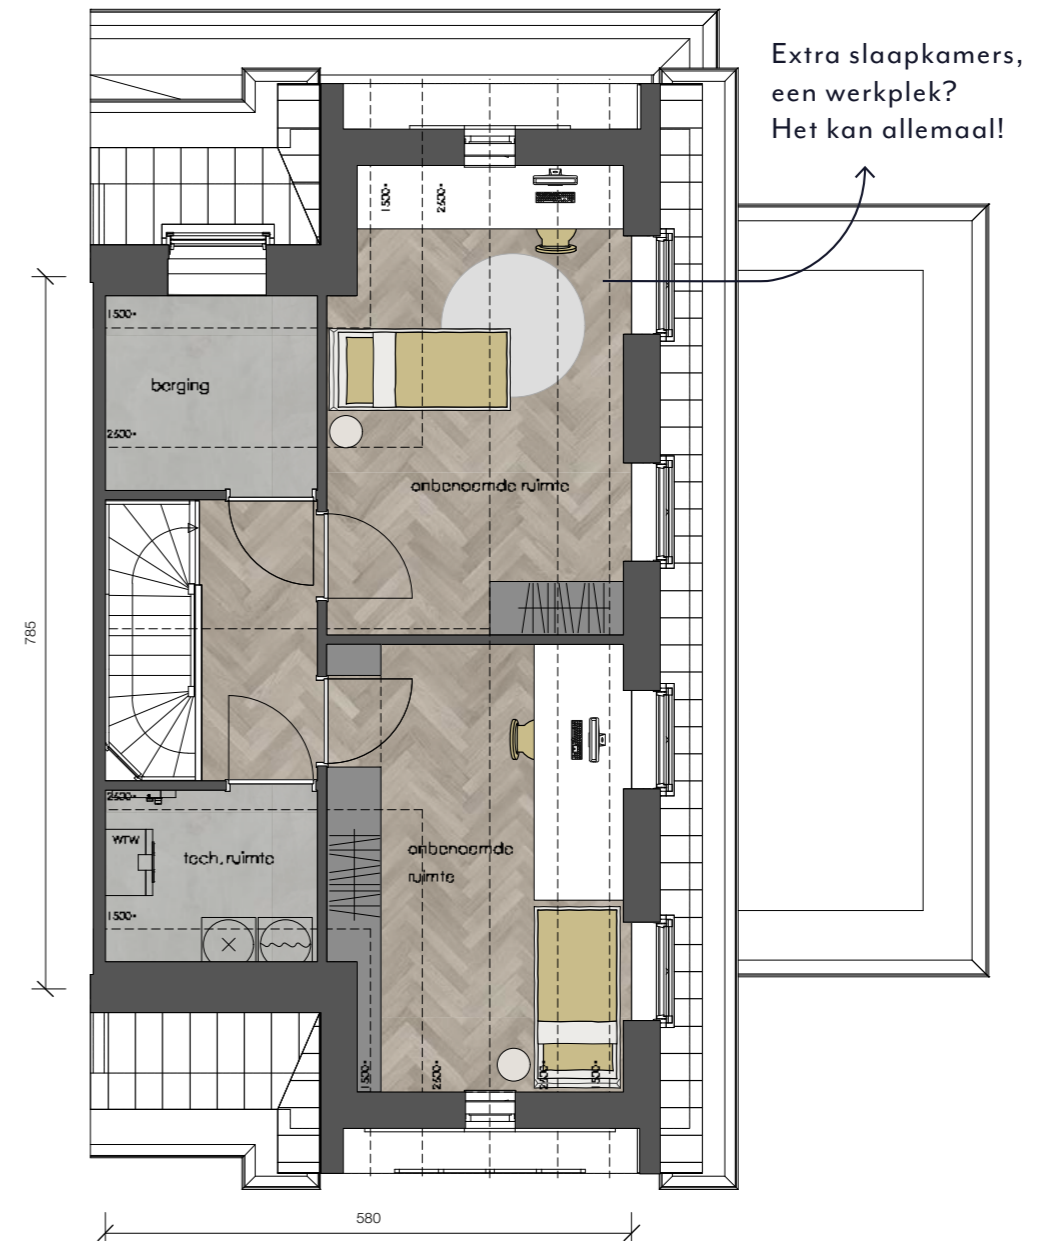 Extra slaapkamers,
een werkplek?
Het kan allemaal!
1500+
2600+
1500+
berging
2600+
onbenoemde ruimte
785
2600+
WTW
tech. ruimte
onbenoemde
ruimte
1500+
1500+
2600+
2600+
1500+
580